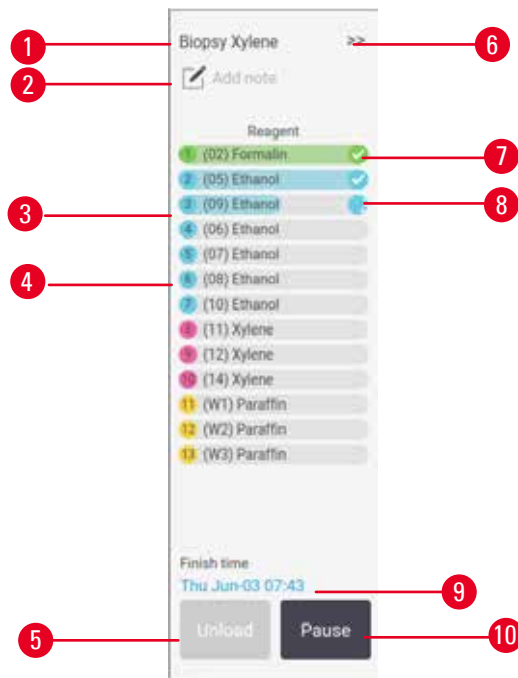 1 Biopsy Xylene >> 6
2 Add note
Reagent
1 (02) Formalin 7
2 (05) Ethanol
3 3 (09) Ethanol 8
4 (06) Ethanol
5 (07) Ethanol
4 6 (08) Ethanol
7 (10) Ethanol
8 (11) Xylene
9 (12) Xylene
10 (14) Xylene
11 (W1) Paraffin
12 (W2) Paraffin
13 (W3) Paraffin
Finish time
Thu Jun-03 07:43 9
5 Unload Pause 10